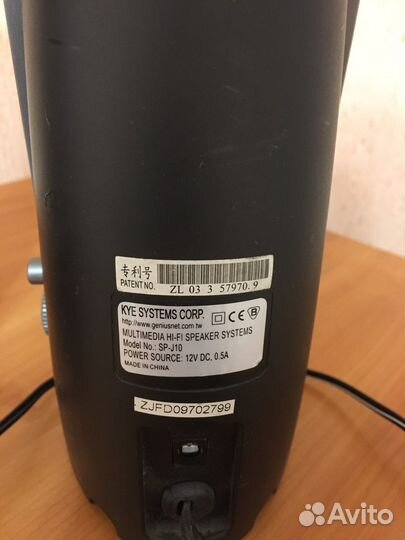 专利号
PATENT NO.
ZL 03 3 57970.9
KYE SYSTEMS CORP.
http://www.geniusnet.com.tw
MULTIMEDIA HI-FI SPEAKER SYSTEMS
Model No.: SP-J10
POWER SOURCE: 12V DC, 0.5A
MADE IN CHINA
CE B
ZJFD09702799
Avito